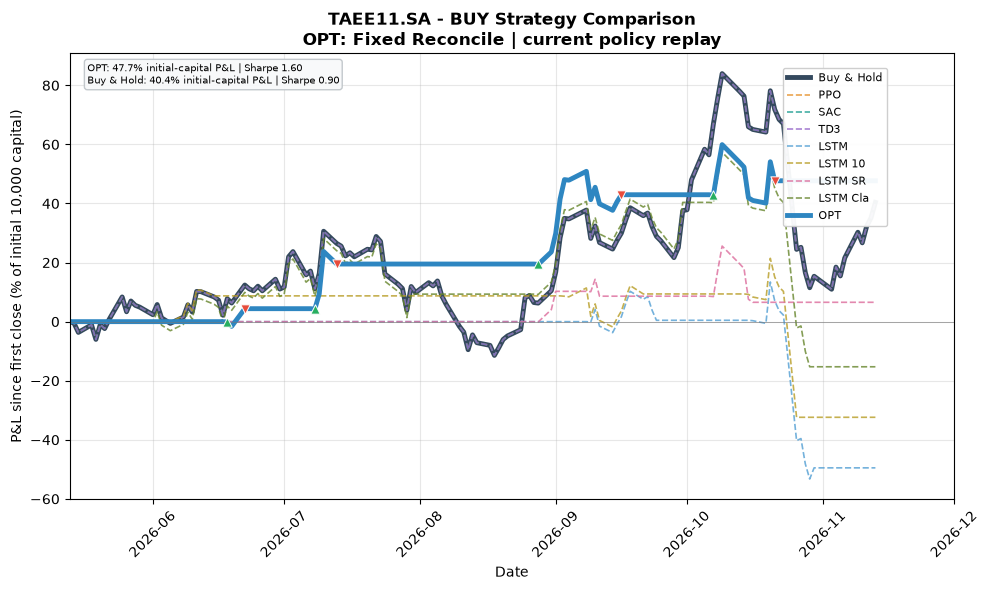 TAEE11.SA - BUY Strategy Comparison
OPT: Fixed Reconcile | current policy replay
OPT: 47.7% initial-capital P&L | Sharpe 1.60
Buy & Hold: 40.4% initial-capital P&L | Sharpe 0.90
Buy & Hold
PPO
SAC
TD3
LSTM
LSTM 10
LSTM SR
LSTM Cla
OPT
P&L since first close (% of initial 10,000 capital)
80
60
40
20
0
−20
−40
−60
2026-06
2026-07
2026-08
2026-09
2026-10
2026-11
2026-12
Date